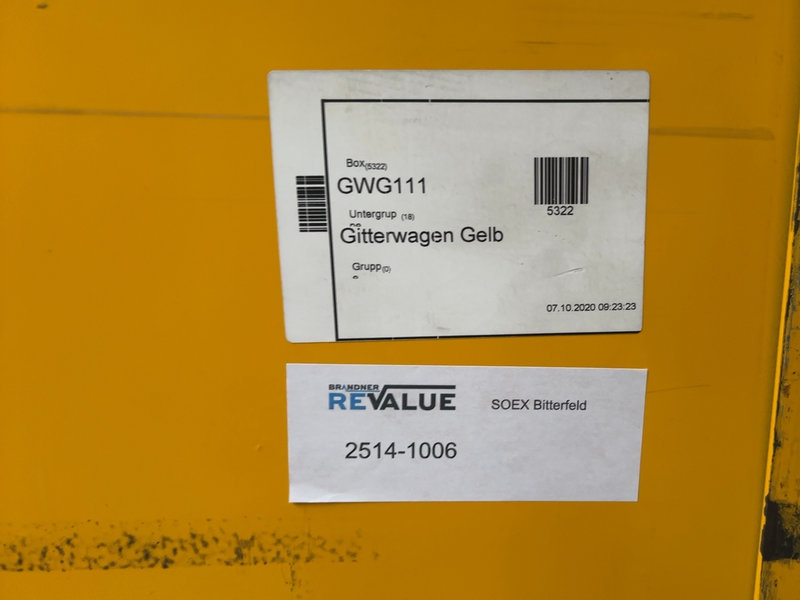 Box(5322)
GWG111
5322
Untergrup (18)
Gitterwagen Gelb
Grupp(0)
07.10.2020 09:23:23
BRANDNER
REVALUE
SOEX Bitterfeld
2514-1006